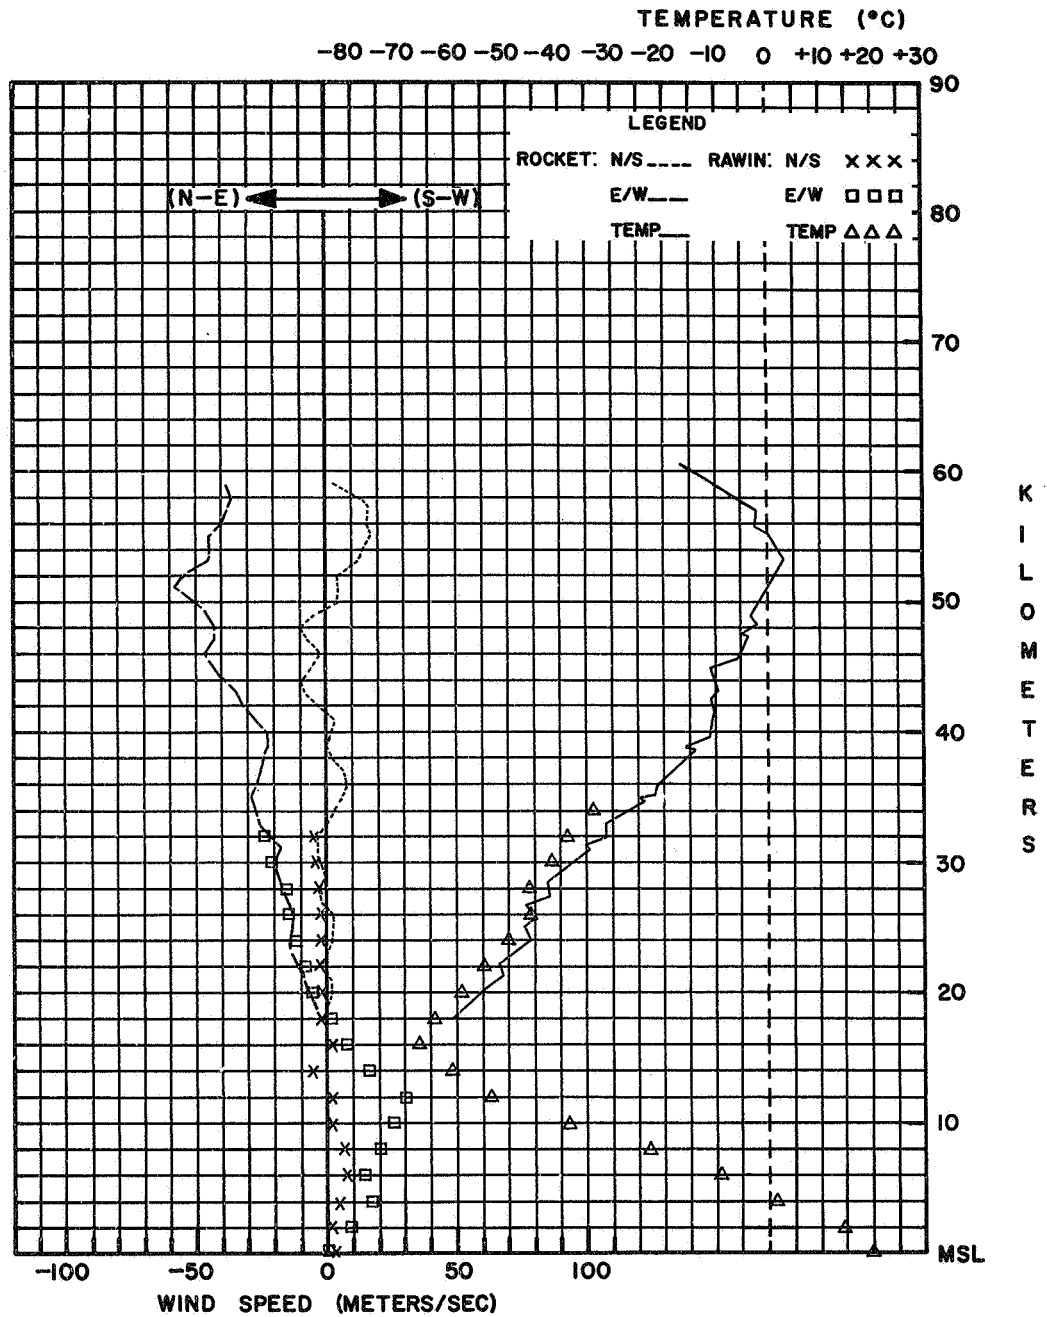 TEMPERATURE (°C)
-80 -70 -60 -50 -40 -30 -20 -10 0 +10 +20 +30
90
LEGEND
ROCKET: N/S ---- RAWIN: N/S X X X
E/W E/W □ □ □
TEMP TEMP △ △ △
(N-E) (S-W)
80
70
60
50
40
30
20
10
MSL
KILOMETERS
-100 -50 0 50 100
WIND SPEED (METERS/SEC)